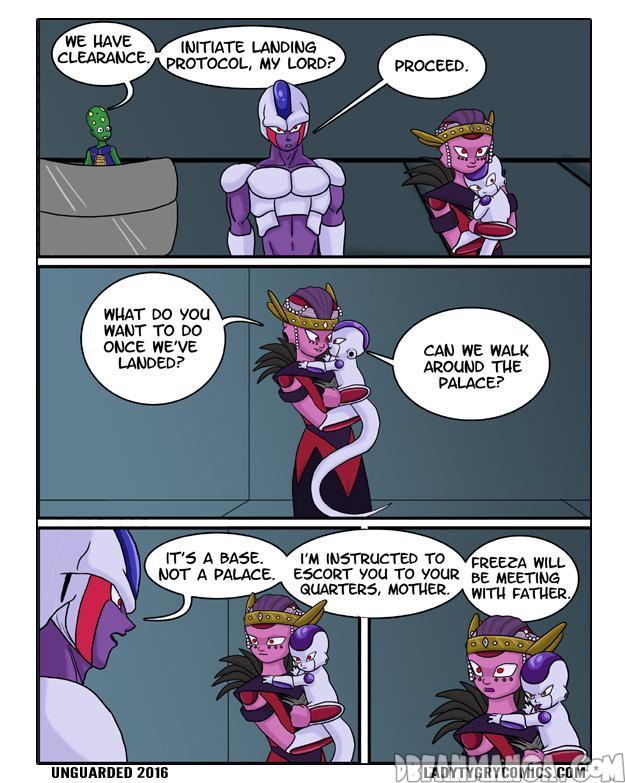 WE HAVE
CLEARANCE.
INITIATE LANDING
PROTOCOL, MY LORD?
PROCEED.
WHAT DO YOU
WANT TO DO
ONCE WE'VE
LANDED?
CAN WE WALK
AROUND THE
PALACE?
IT'S A BASE.
NOT A PALACE.
I'M INSTRUCTED TO
ESCORT YOU TO YOUR
QUARTERS, MOTHER.
FREEZA WILL
BE MEETING
WITH FATHER.
UNGUARDED 2016
LADYTYGRYCOMICS.COM
DBFANMANGA.COM